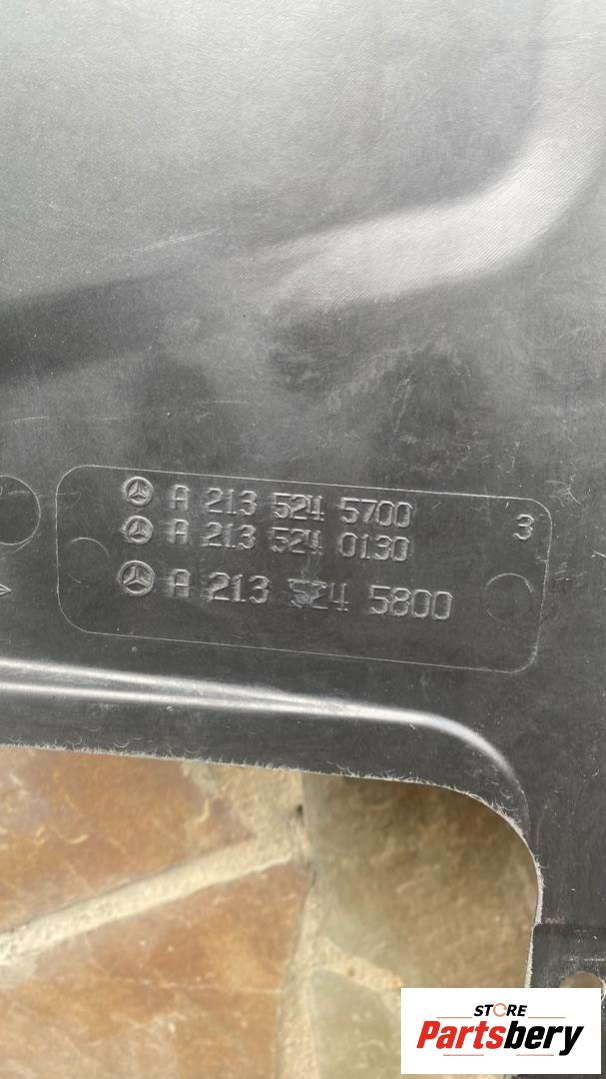 A 213 524 5700
A 213 524 0130
3
A 213 524 5800
STORE
Partsbery